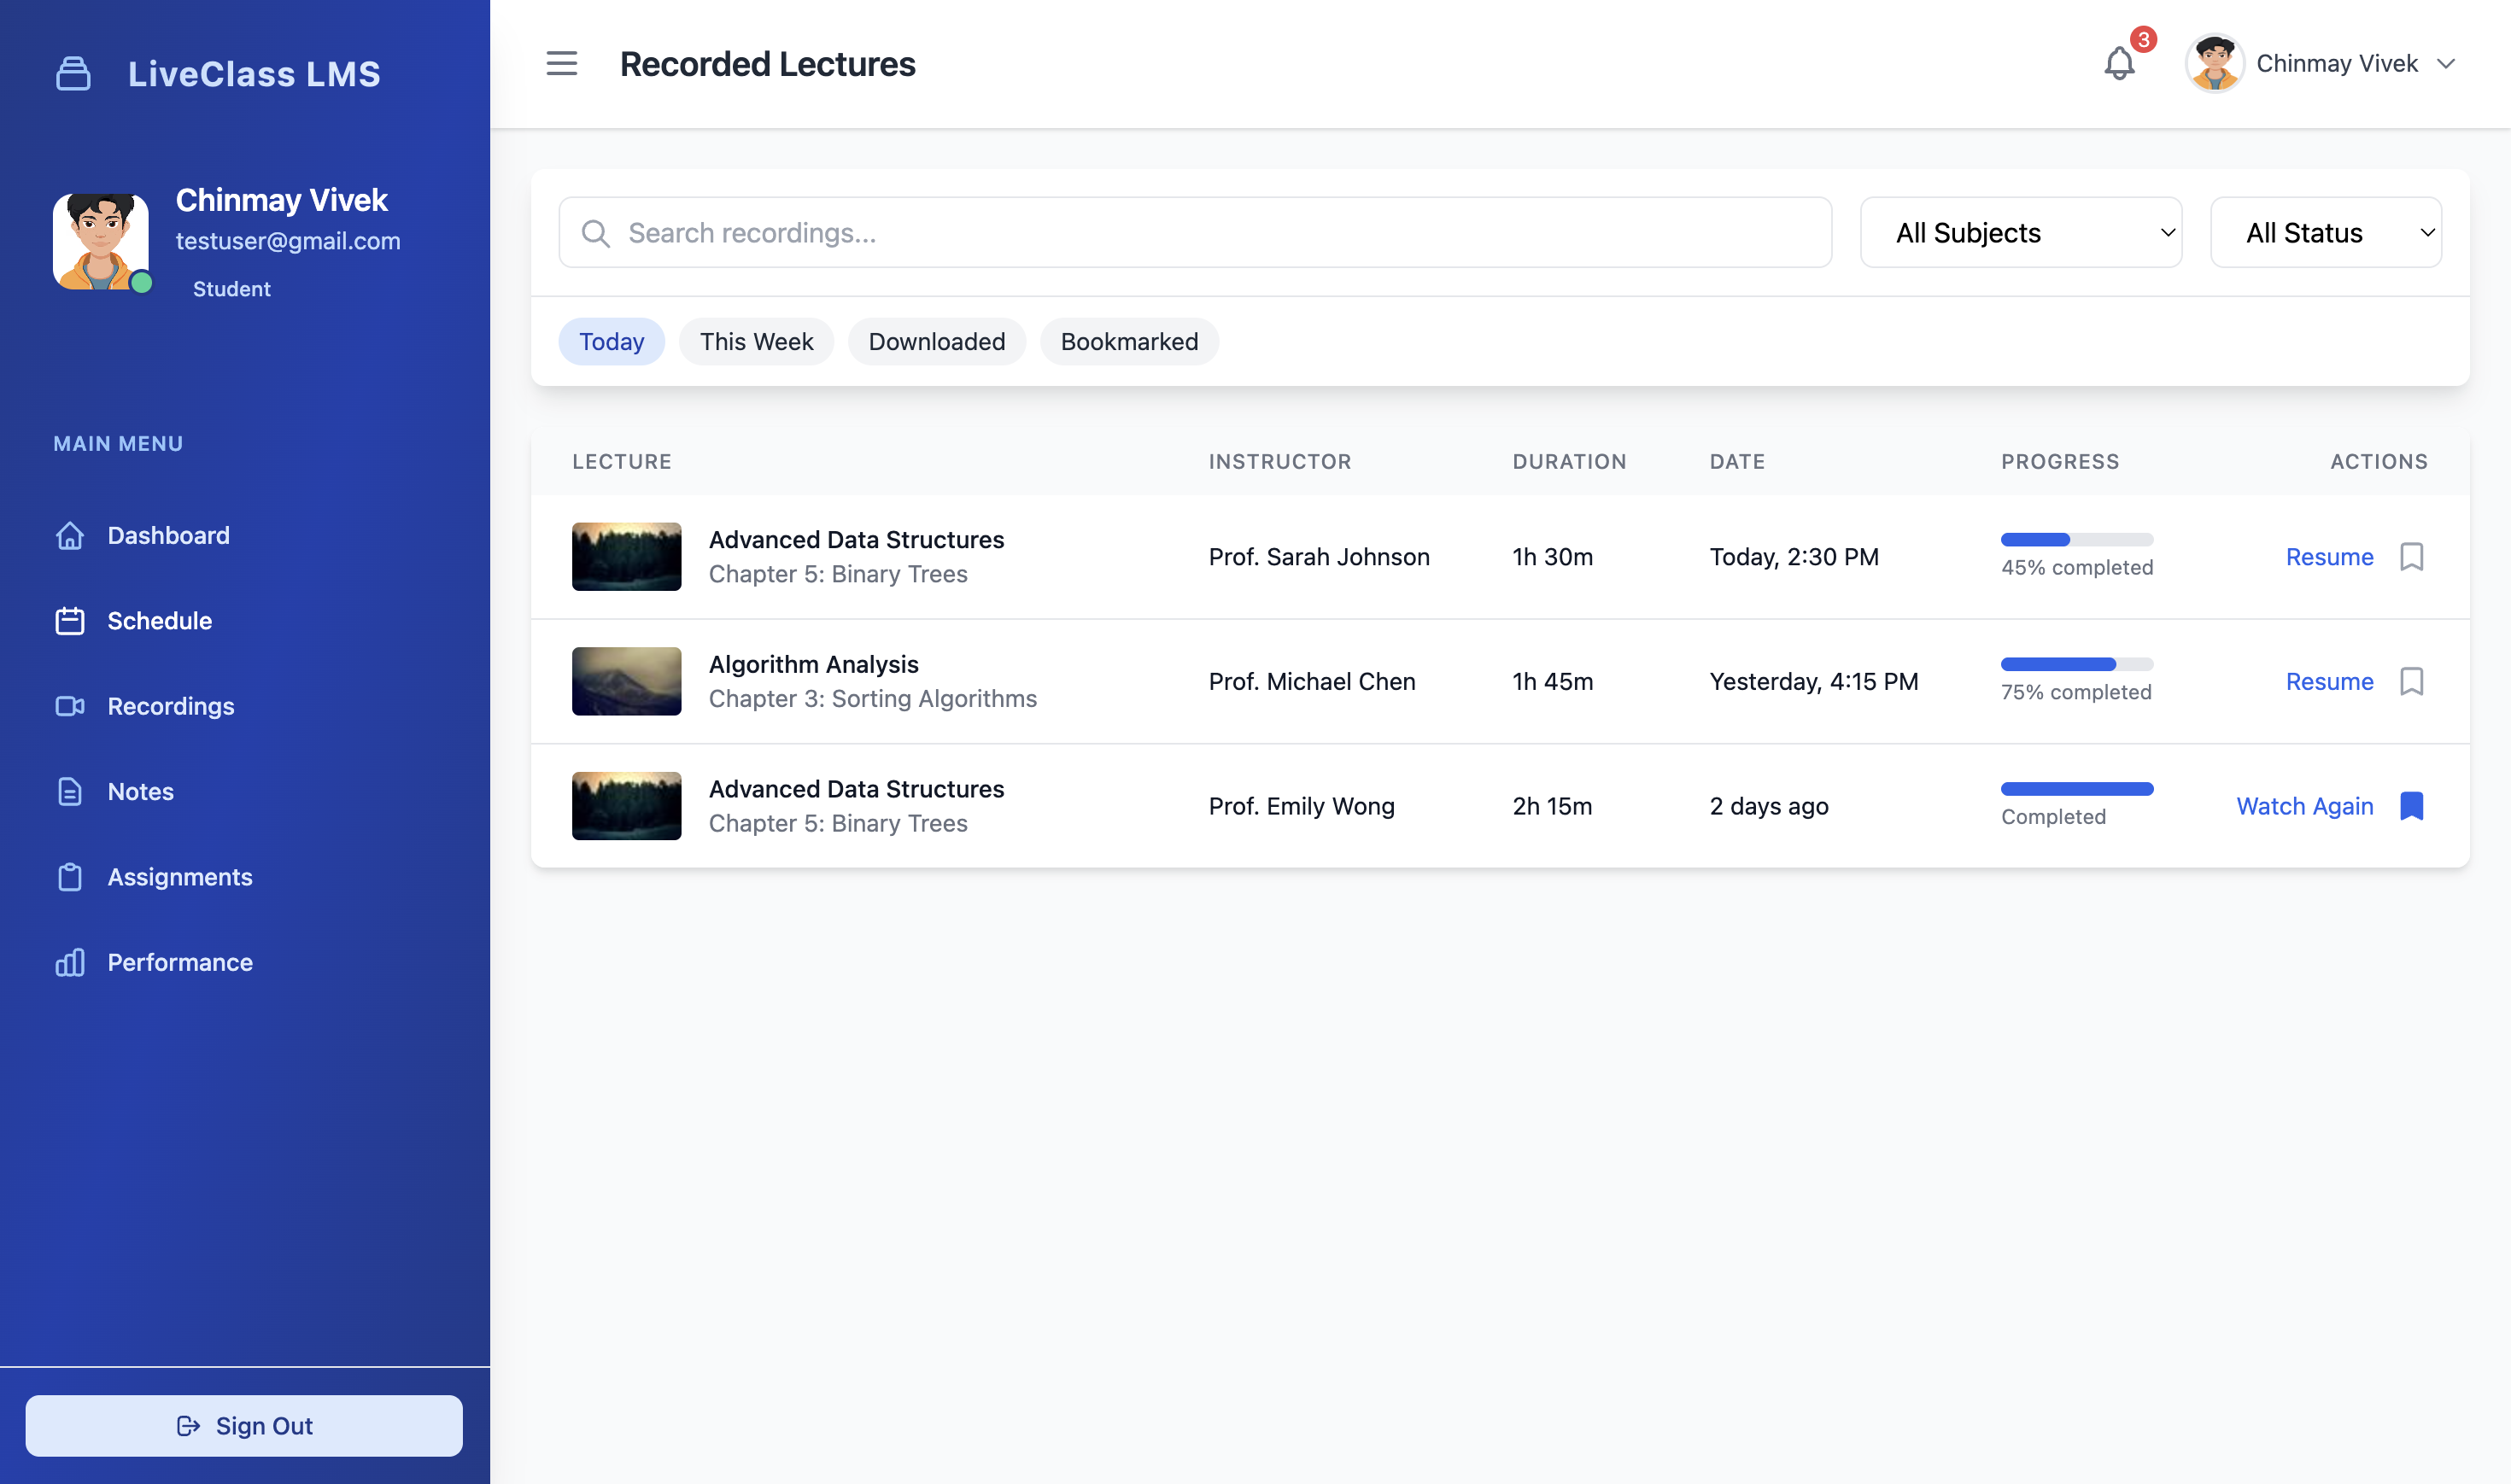 LiveClass LMS
Chinmay Vivek
testuser@gmail.com
Student
MAIN MENU
Dashboard
Schedule
Recordings
Notes
Assignments
Performance
Sign Out
Recorded Lectures
3
Chinmay Vivek
Search recordings...
All Subjects
All Status
Today
This Week
Downloaded
Bookmarked
LECTURE INSTRUCTOR DURATION DATE PROGRESS ACTIONS
Advanced Data Structures
Chapter 5: Binary Trees
Prof. Sarah Johnson
1h 30m
Today, 2:30 PM
45% completed
Resume
Algorithm Analysis
Chapter 3: Sorting Algorithms
Prof. Michael Chen
1h 45m
Yesterday, 4:15 PM
75% completed
Resume
Advanced Data Structures
Chapter 5: Binary Trees
Prof. Emily Wong
2h 15m
2 days ago
Completed
Watch Again